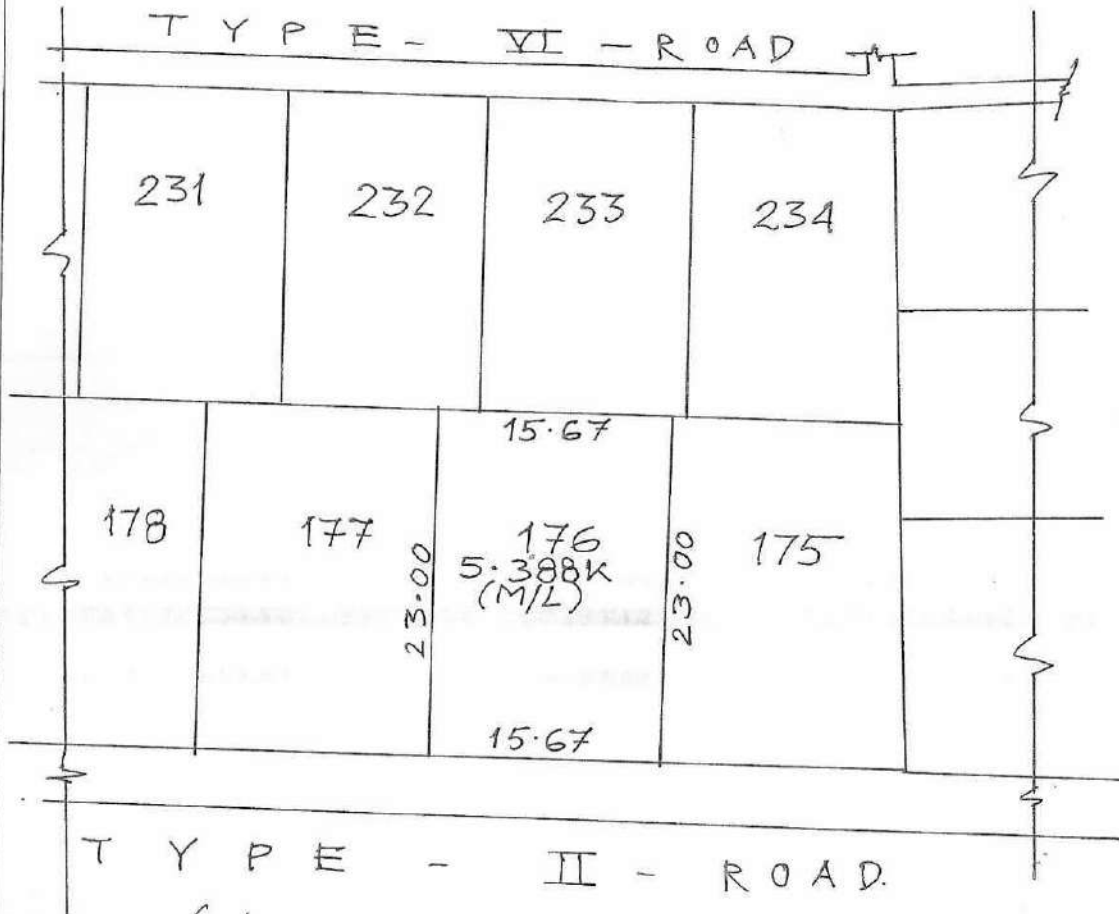 TYPE - VI - ROAD
231 232 233 234
15.67
178 177 176 175
5.388K
(M/L)
23.00 23.00
15.67
TYPE - II - ROAD.